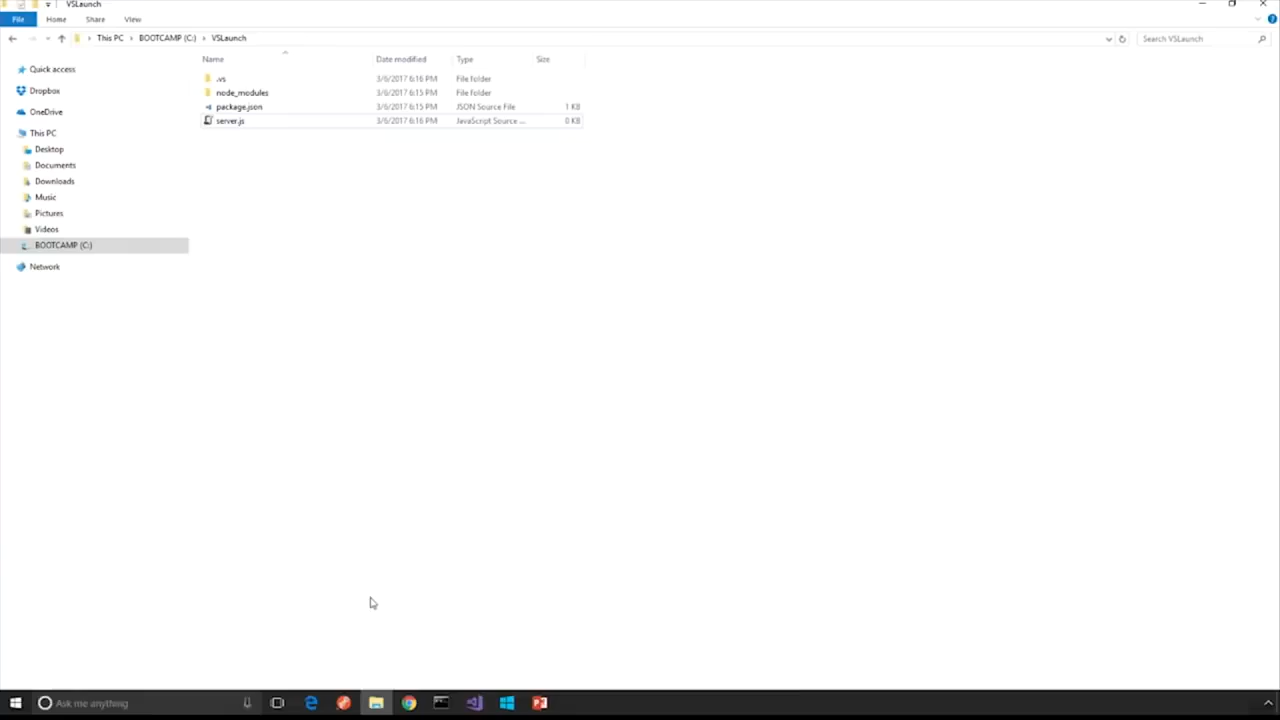 VSLaunch
File Home Share View
This PC BOOTCAMP (C:) VSLaunch Search VSLaunch
Name Date modified Type Size
Quick access
Dropbox
OneDrive
This PC
Desktop
Documents
Downloads
Music
Pictures
Videos
BOOTCAMP (C:)
Network
.vs 3/6/2017 6:16 PM File folder
node_modules 3/6/2017 6:15 PM File folder
package.json 3/6/2017 6:15 PM JSON Source File 1 KB
server.js 3/6/2017 6:16 PM JavaScript Source ... 0 KB
Ask me anything